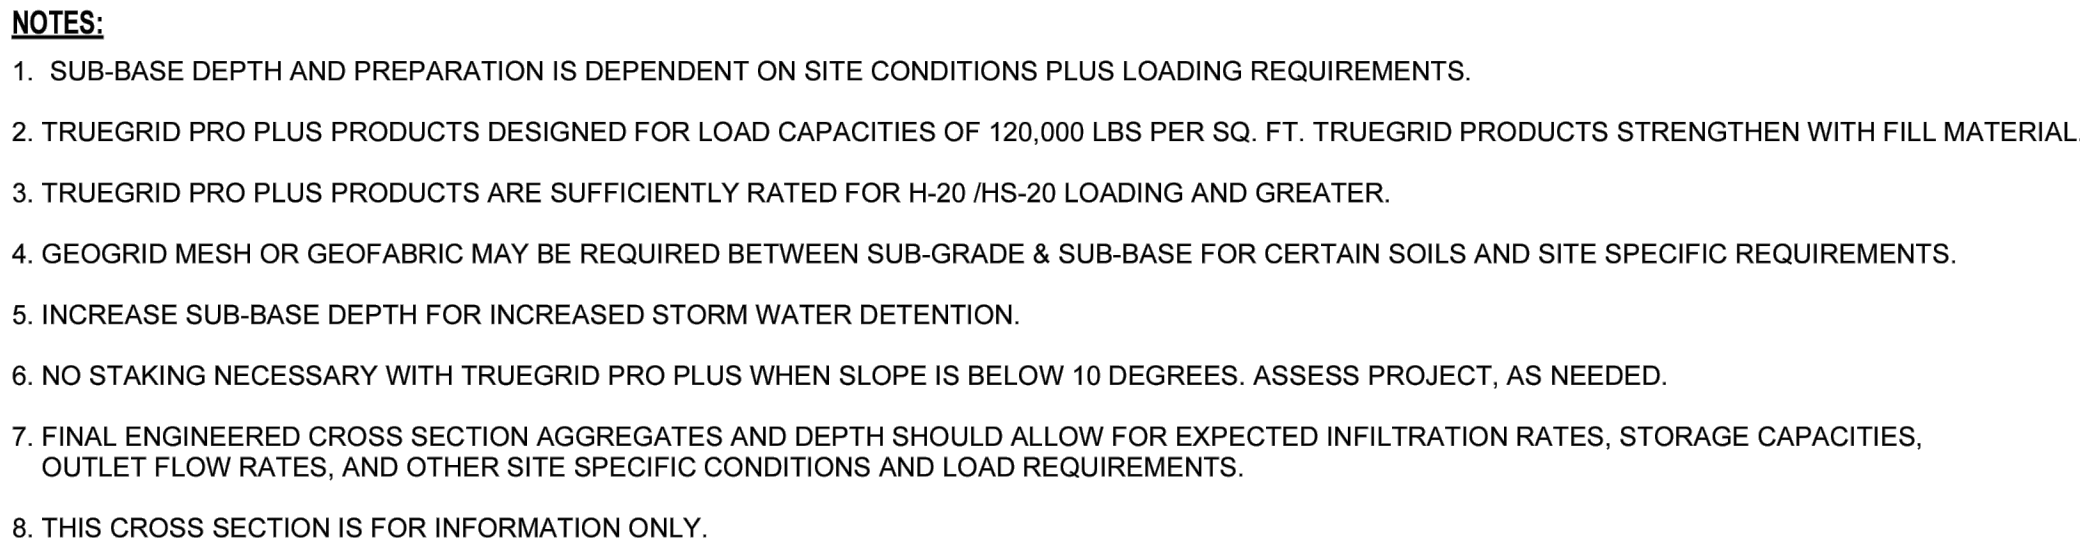 NOTES:
1. SUB-BASE DEPTH AND PREPARATION IS DEPENDENT ON SITE CONDITIONS PLUS LOADING REQUIREMENTS.
2. TRUEGRID PRO PLUS PRODUCTS DESIGNED FOR LOAD CAPACITIES OF 120,000 LBS PER SQ. FT. TRUEGRID PRODUCTS STRENGTHEN WITH FILL MATERIAL.
3. TRUEGRID PRO PLUS PRODUCTS ARE SUFFICIENTLY RATED FOR H-20 /HS-20 LOADING AND GREATER.
4. GEOGRID MESH OR GEOFABRIC MAY BE REQUIRED BETWEEN SUB-GRADE & SUB-BASE FOR CERTAIN SOILS AND SITE SPECIFIC REQUIREMENTS.
5. INCREASE SUB-BASE DEPTH FOR INCREASED STORM WATER DETENTION.
6. NO STAKING NECESSARY WITH TRUEGRID PRO PLUS WHEN SLOPE IS BELOW 10 DEGREES. ASSESS PROJECT, AS NEEDED.
7. FINAL ENGINEERED CROSS SECTION AGGREGATES AND DEPTH SHOULD ALLOW FOR EXPECTED INFILTRATION RATES, STORAGE CAPACITIES,
OUTLET FLOW RATES, AND OTHER SITE SPECIFIC CONDITIONS AND LOAD REQUIREMENTS.
8. THIS CROSS SECTION IS FOR INFORMATION ONLY.